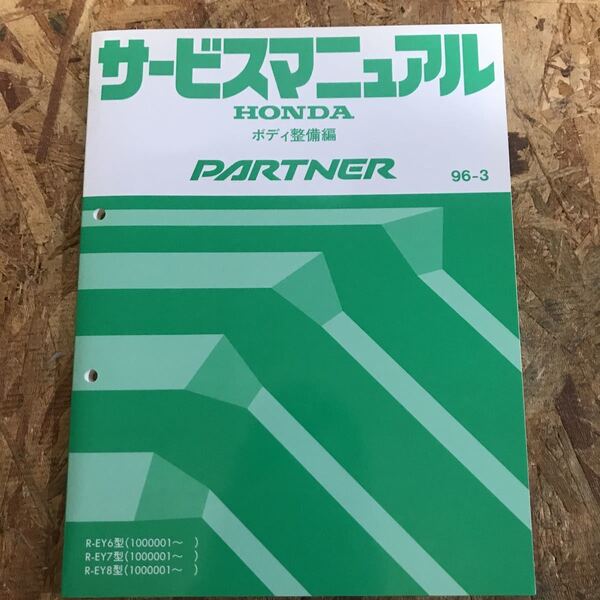 サービスマニュアル
HONDA
ボディ整備編
PARTNER
96-3
R-EY6型(1000001〜 )
R-EY7型(1000001〜 )
R-EY8型(1000001〜 )